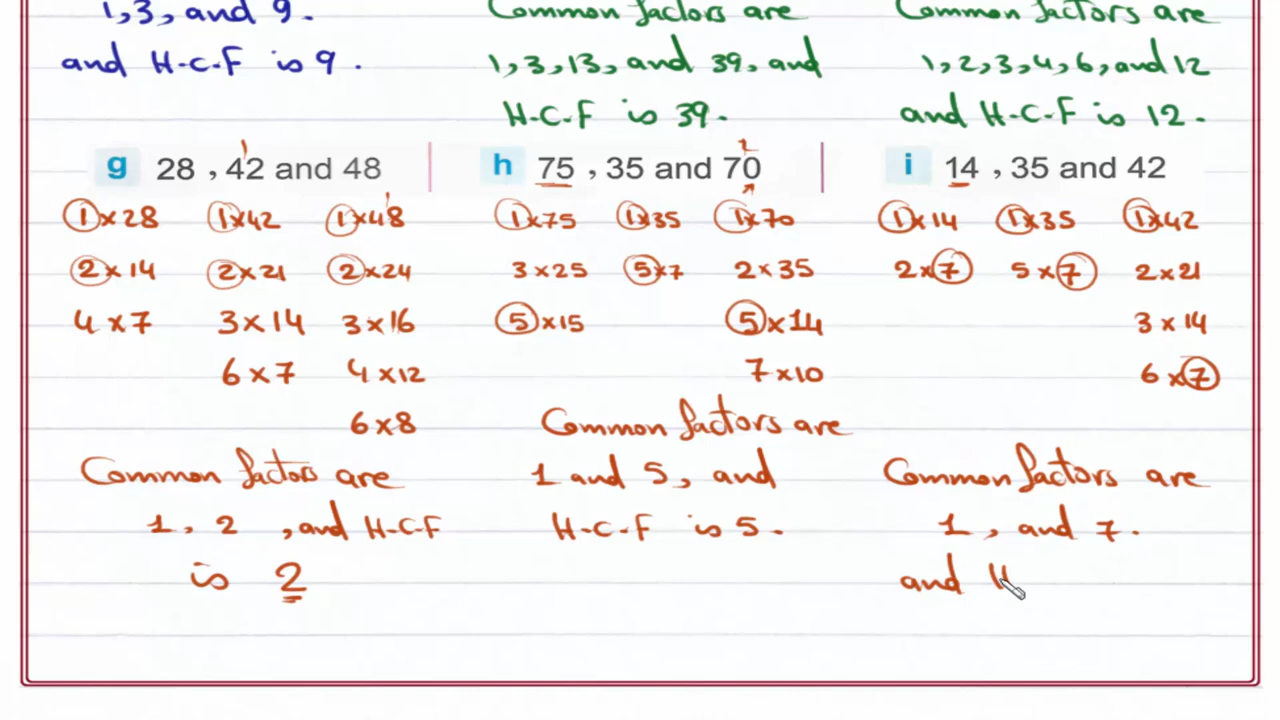 1,3, and 9.
and H.C.F is 9.
Common factors are
1,3,13, and 39, and
H.C.F is 39.
Common factors are
1,2,3,4,6, and 12
and H.C.F is 12.
g 28 , 42 and 48
1×28 1×42 1×48
2×14 2×21 2×24
4×7 3×14 3×16
6×7 4×12
6×8
Common factors are
1, 2 , and H.C.F
is 2
h 75 , 35 and 70
1×75 1×35 1×70
3×25 5×7 2×35
5×15 5×14
7×10
Common factors are
1 and 5, and
H.C.F is 5.
i 14 , 35 and 42
1×14 1×35 1×42
2×7 5×7 2×21
3×14
6×7
Common factors are
1, and 7.
and H